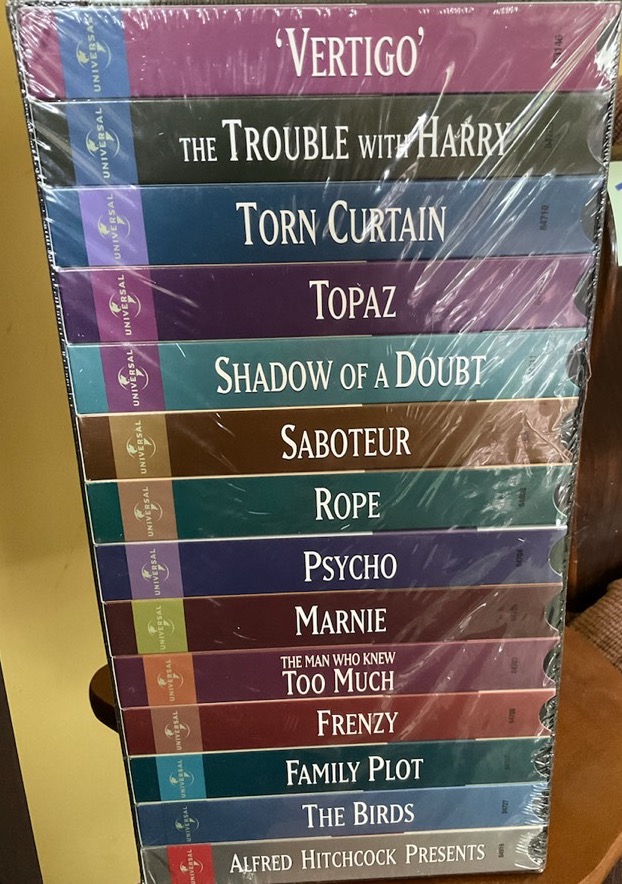 UNIVERSAL
'VERTIGO'
UNIVERSAL
THE TROUBLE WITH HARRY
UNIVERSAL
TORN CURTAIN
84710
UNIVERSAL
TOPAZ
UNIVERSAL
SHADOW OF A DOUBT
UNIVERSAL
SABOTEUR
UNIVERSAL
ROPE
UNIVERSAL
PSYCHO
UNIVERSAL
MARNIE
UNIVERSAL
THE MAN WHO KNEW
TOO MUCH
UNIVERSAL
FRENZY
UNIVERSAL
FAMILY PLOT
UNIVERSAL
THE BIRDS
UNIVERSAL
ALFRED HITCHCOCK PRESENTS